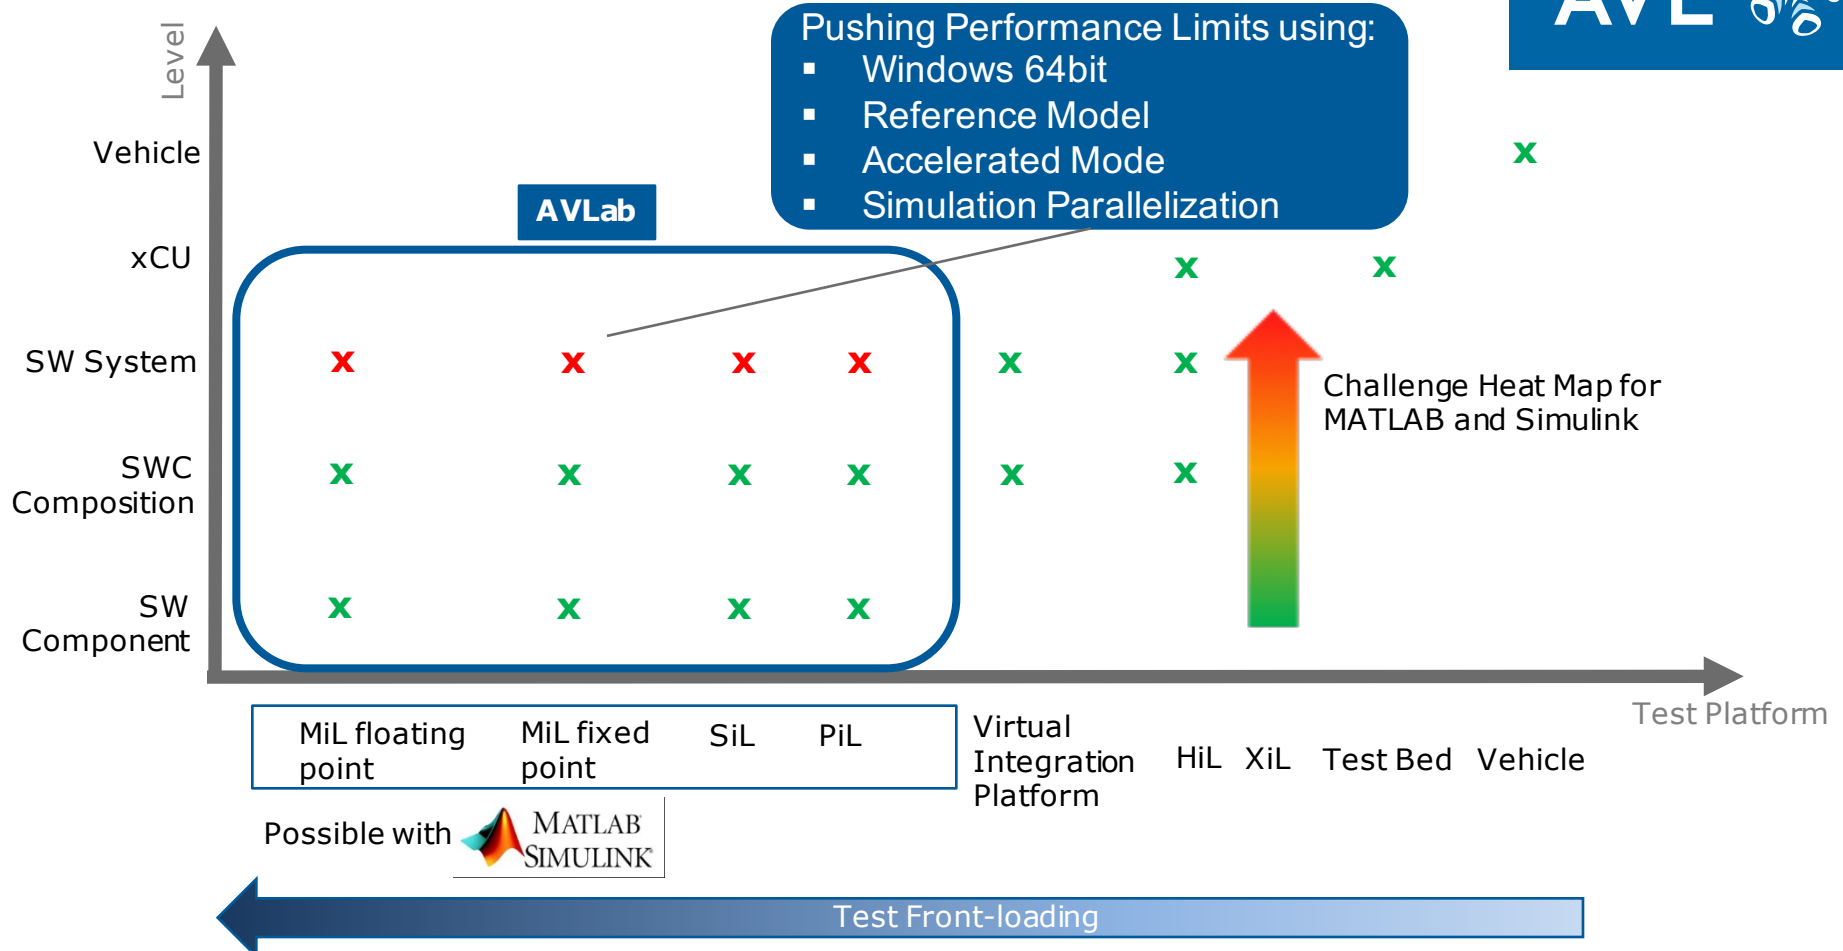 AVL
Level
Pushing Performance Limits using:
▪ Windows 64bit
▪ Reference Model
▪ Accelerated Mode
▪ Simulation Parallelization
Vehicle
x
AVLab
xCU
x x
SW System
x x x x x x
Challenge Heat Map for
MATLAB and Simulink
SWC
Composition
x x x x x x
SW
Component
x x x x
Test Platform
MiL floating
point
MiL fixed
point
SiL
PiL
Virtual
Integration
Platform
HiL
XiL
Test Bed
Vehicle
Possible with
MATLAB
SIMULINK®
Test Front-loading